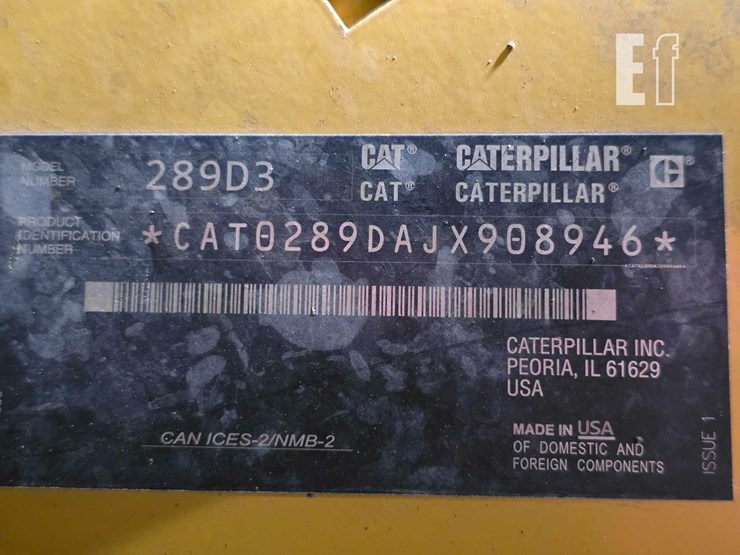 Ef
MODEL NUMBER 289D3
CAT® CATERPILLAR®
CAT® CATERPILLAR®
PRODUCT IDENTIFICATION NUMBER *CAT0289DAJX908946*
CATERPILLAR INC.
PEORIA, IL 61629
USA
MADE IN USA
OF DOMESTIC AND
FOREIGN COMPONENTS
CAN ICES-2/NMB-2
ISSUE 1